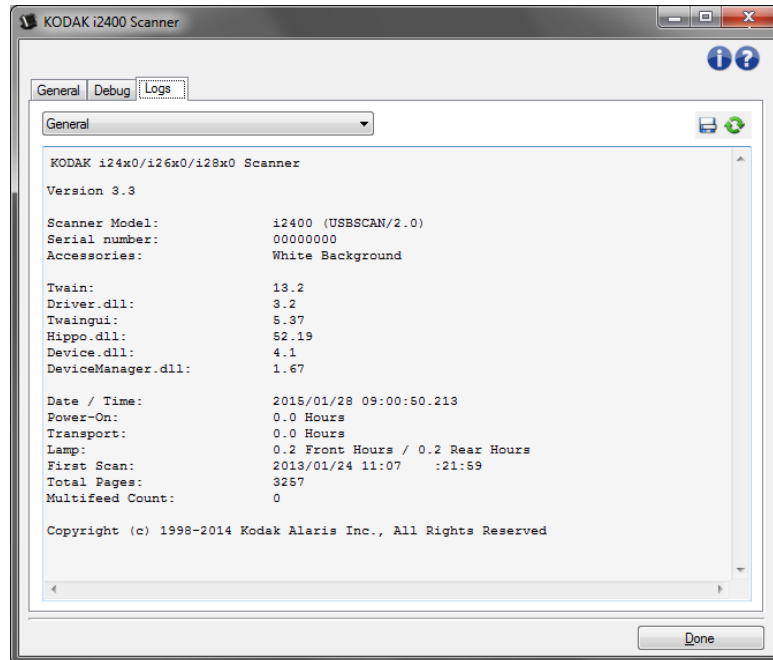 KODAK i2400 Scanner
General Debug Logs
General
KODAK i24x0/i26x0/i28x0 Scanner
Version 3.3
Scanner Model: i2400 (USBSCAN/2.0)
Serial number: 00000000
Accessories: White Background
Twain: 13.2
Driver.dll: 3.2
Twaingui: 5.37
Hippo.dll: 52.19
Device.dll: 4.1
DeviceManager.dll: 1.67
Date / Time: 2015/01/28 09:00:50.213
Power-On: 0.0 Hours
Transport: 0.0 Hours
Lamp: 0.2 Front Hours / 0.2 Rear Hours
First Scan: 2013/01/24 11:07 :21:59
Total Pages: 3257
Multifeed Count: 0
Copyright (c) 1998-2014 Kodak Alaris Inc., All Rights Reserved
Done